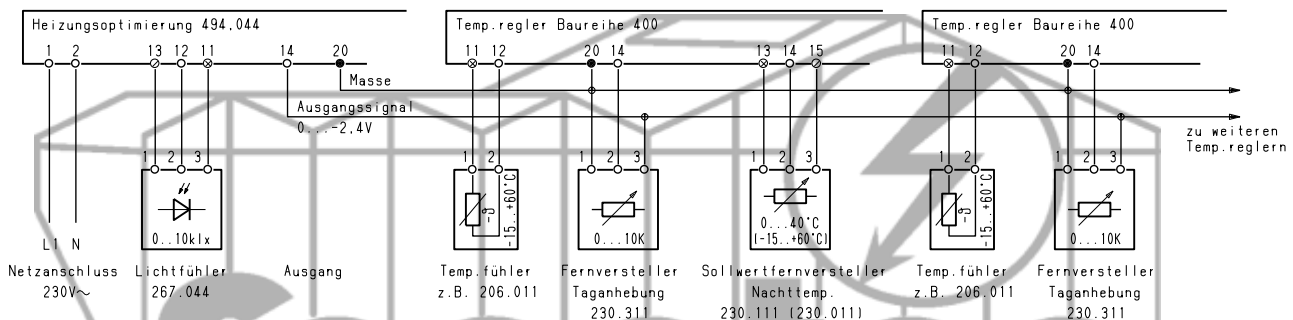 Heizungsoptimierung 494.044
Temp.regler Baureihe 400
Temp.regler Baureihe 400
1 2 13 12 11 14 20
11 12 20 14 13 14 15
11 12 20 14
Masse
Ausgangssignal
0...-2,4V
zu weiteren
Temp.reglern
1 2 3
1 2
1 2 3
1 2 3
1 2
1 2 3
0...10klx
ϑ
-15..+60°C
0...10K
0...40°C
(-15..+60°C)
ϑ
-15..+60°C
0...10K
L1 N
Netzanschluss
230V~
Lichtfühler
267.044
Ausgang
Temp.fühler
z.B. 206.011
Fernversteller
Taganhebung
230.311
Sollwertfernversteller
Nachttemp.
230.111 (230.011)
Temp.fühler
z.B. 206.011
Fernversteller
Taganhebung
230.311